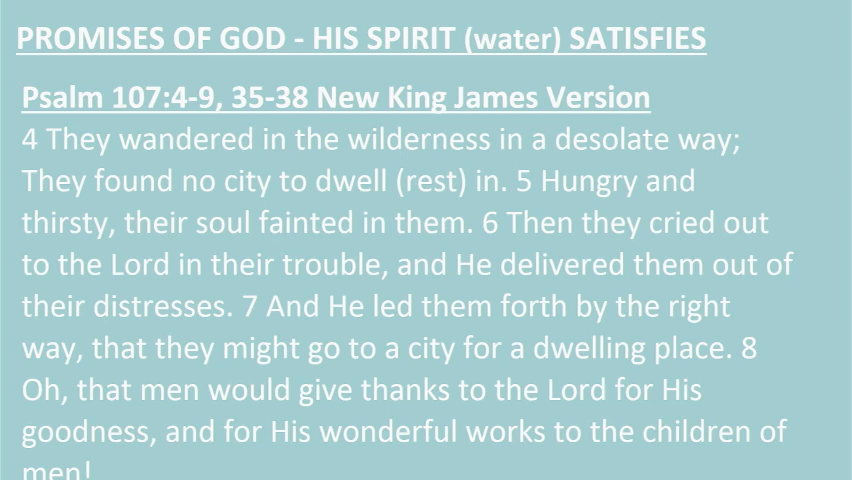 PROMISES OF GOD - HIS SPIRIT (water) SATISFIES
Psalm 107:4-9, 35-38 New King James Version
4 They wandered in the wilderness in a desolate way;
They found no city to dwell (rest) in. 5 Hungry and
thirsty, their soul fainted in them. 6 Then they cried out
to the Lord in their trouble, and He delivered them out of
their distresses. 7 And He led them forth by the right
way, that they might go to a city for a dwelling place. 8
Oh, that men would give thanks to the Lord for His
goodness, and for His wonderful works to the children of
men!